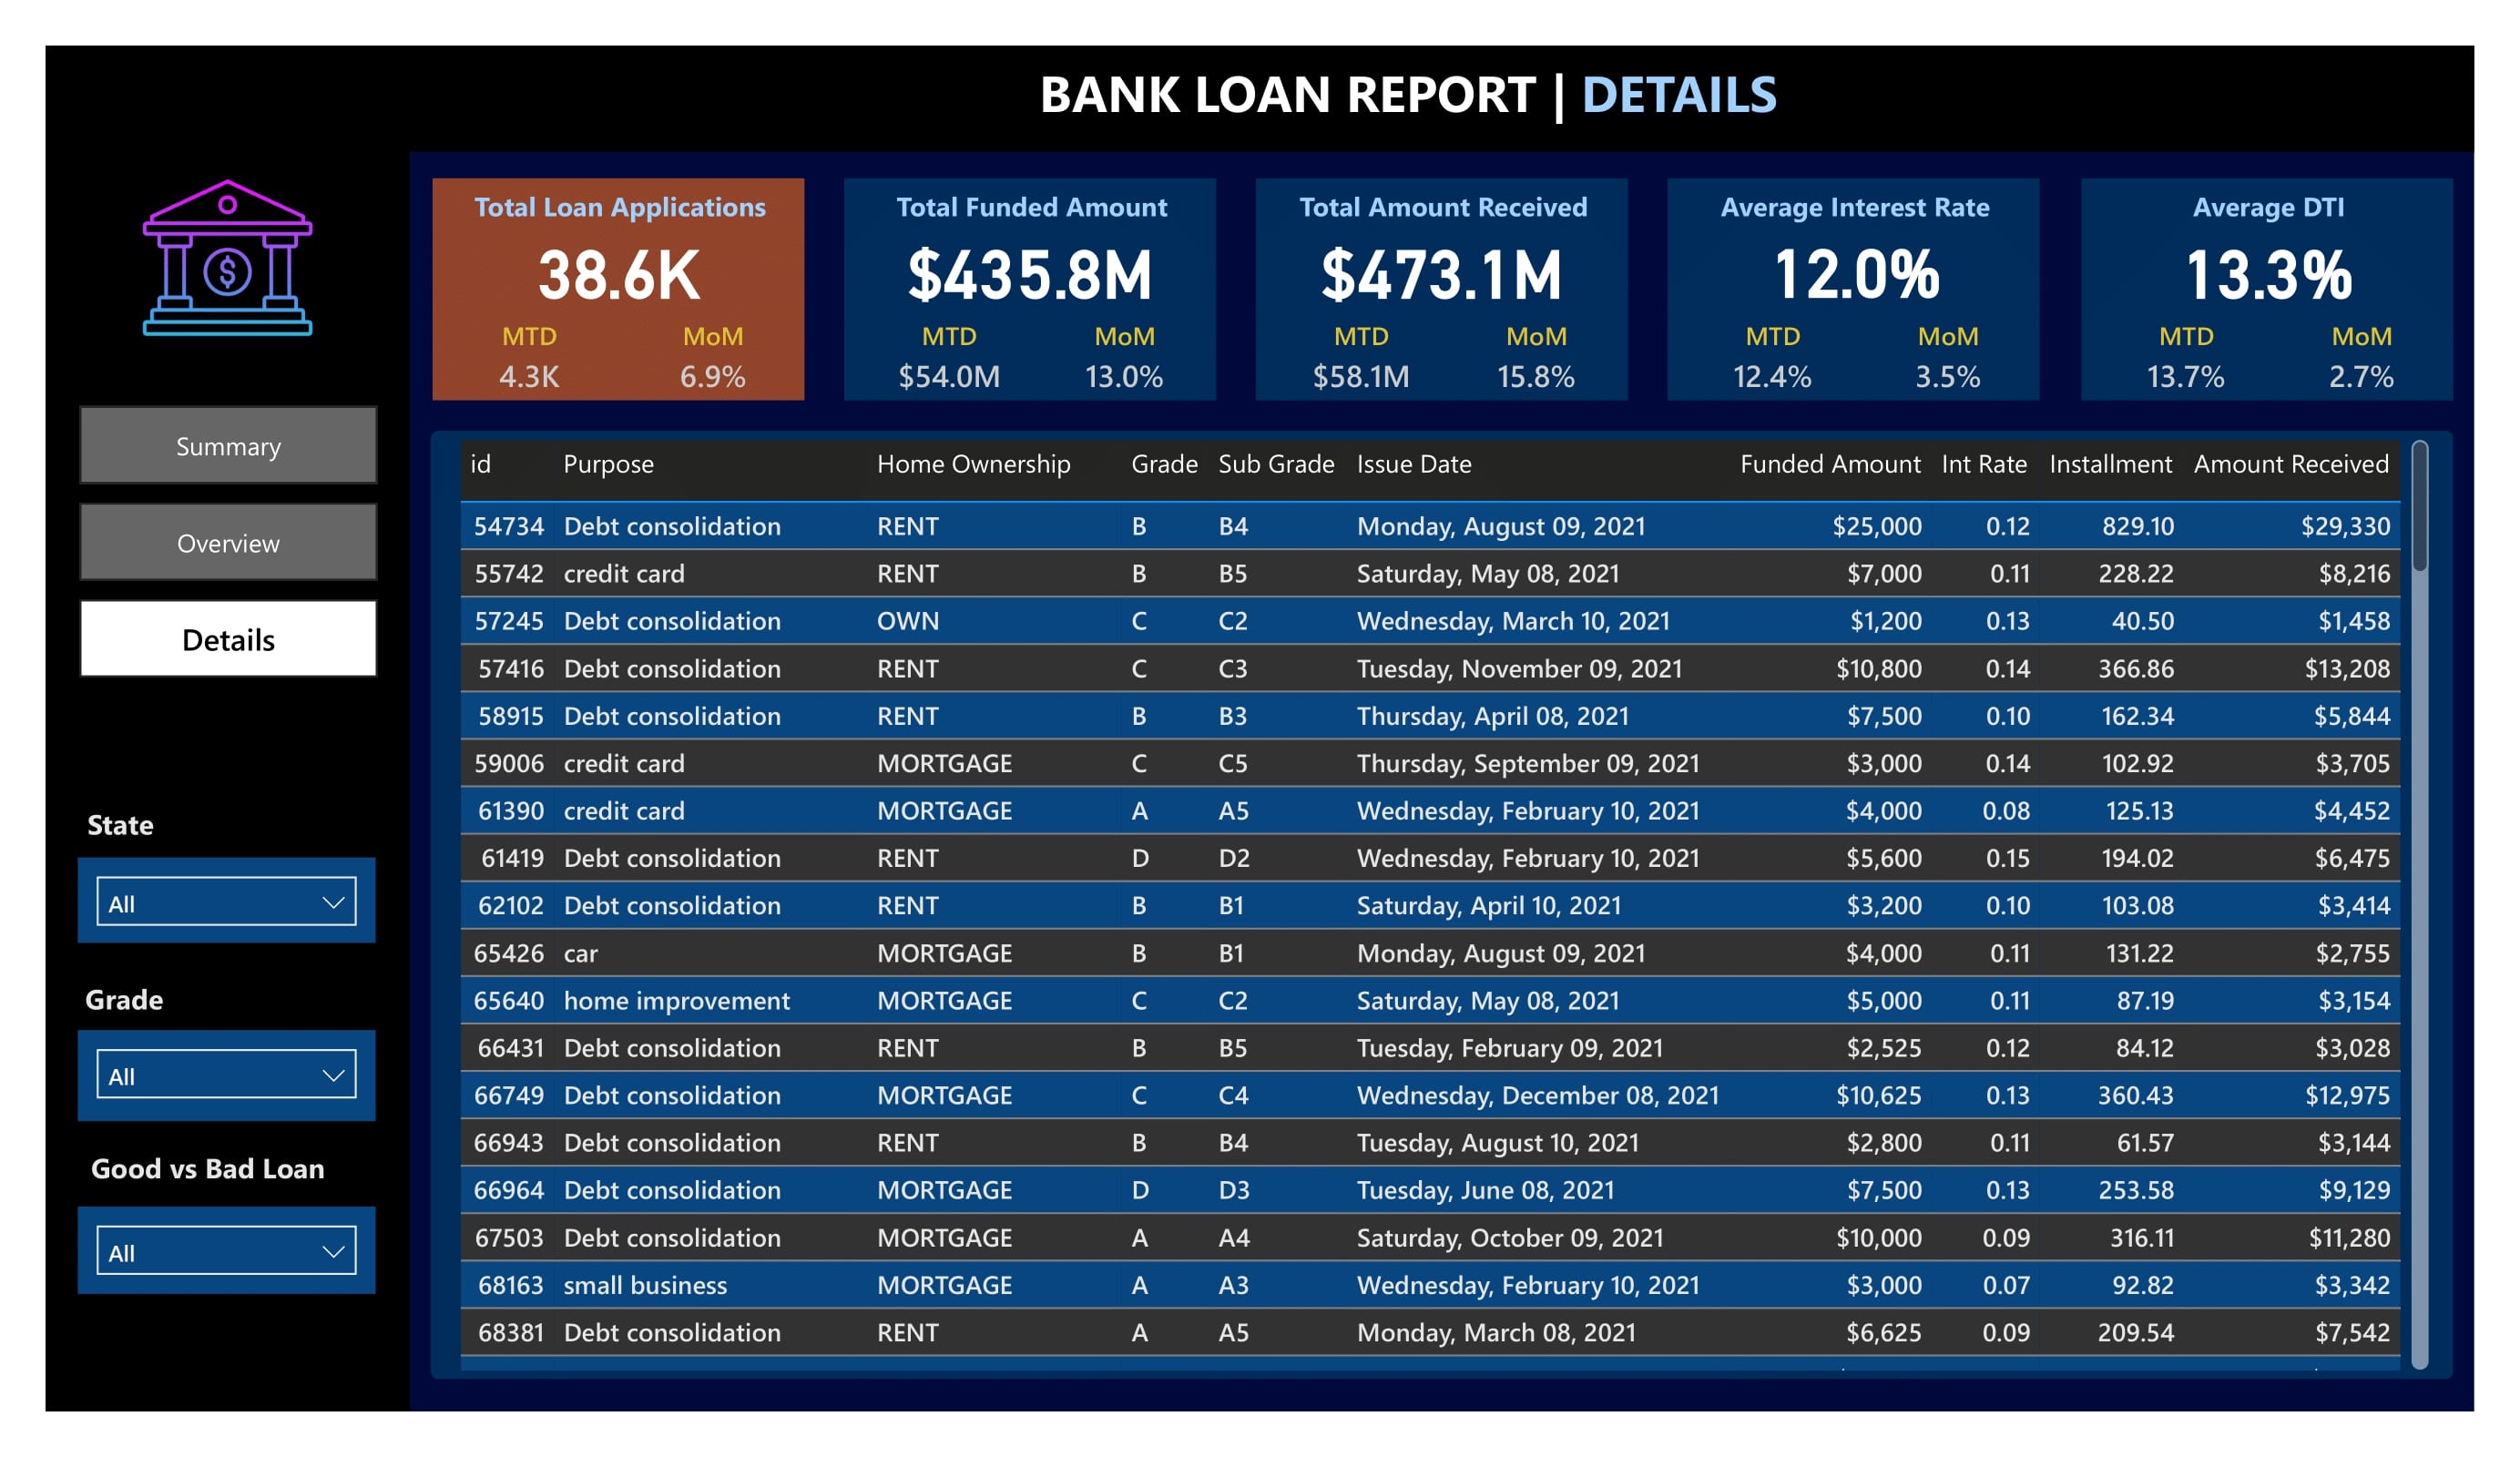 BANK LOAN REPORT | DETAILS
$
Summary
Overview
Details
State
All
Grade
All
Good vs Bad Loan
All
Total Loan Applications
38.6K
MTD MoM
4.3K 6.9%
Total Funded Amount
$435.8M
MTD MoM
$54.0M 13.0%
Total Amount Received
$473.1M
MTD MoM
$58.1M 15.8%
Average Interest Rate
12.0%
MTD MoM
12.4% 3.5%
Average DTI
13.3%
MTD MoM
13.7% 2.7%
id Purpose Home Ownership Grade Sub Grade Issue Date Funded Amount Int Rate Installment Amount Received
54734 Debt consolidation RENT B B4 Monday, August 09, 2021 $25,000 0.12 829.10 $29,330
55742 credit card RENT B B5 Saturday, May 08, 2021 $7,000 0.11 228.22 $8,216
57245 Debt consolidation OWN C C2 Wednesday, March 10, 2021 $1,200 0.13 40.50 $1,458
57416 Debt consolidation RENT C C3 Tuesday, November 09, 2021 $10,800 0.14 366.86 $13,208
58915 Debt consolidation RENT B B3 Thursday, April 08, 2021 $7,500 0.10 162.34 $5,844
59006 credit card MORTGAGE C C5 Thursday, September 09, 2021 $3,000 0.14 102.92 $3,705
61390 credit card MORTGAGE A A5 Wednesday, February 10, 2021 $4,000 0.08 125.13 $4,452
61419 Debt consolidation RENT D D2 Wednesday, February 10, 2021 $5,600 0.15 194.02 $6,475
62102 Debt consolidation RENT B B1 Saturday, April 10, 2021 $3,200 0.10 103.08 $3,414
65426 car MORTGAGE B B1 Monday, August 09, 2021 $4,000 0.11 131.22 $2,755
65640 home improvement MORTGAGE C C2 Saturday, May 08, 2021 $5,000 0.11 87.19 $3,154
66431 Debt consolidation RENT B B5 Tuesday, February 09, 2021 $2,525 0.12 84.12 $3,028
66749 Debt consolidation MORTGAGE C C4 Wednesday, December 08, 2021 $10,625 0.13 360.43 $12,975
66943 Debt consolidation RENT B B4 Tuesday, August 10, 2021 $2,800 0.11 61.57 $3,144
66964 Debt consolidation MORTGAGE D D3 Tuesday, June 08, 2021 $7,500 0.13 253.58 $9,129
67503 Debt consolidation MORTGAGE A A4 Saturday, October 09, 2021 $10,000 0.09 316.11 $11,280
68163 small business MORTGAGE A A3 Wednesday, February 10, 2021 $3,000 0.07 92.82 $3,342
68381 Debt consolidation RENT A A5 Monday, March 08, 2021 $6,625 0.09 209.54 $7,542